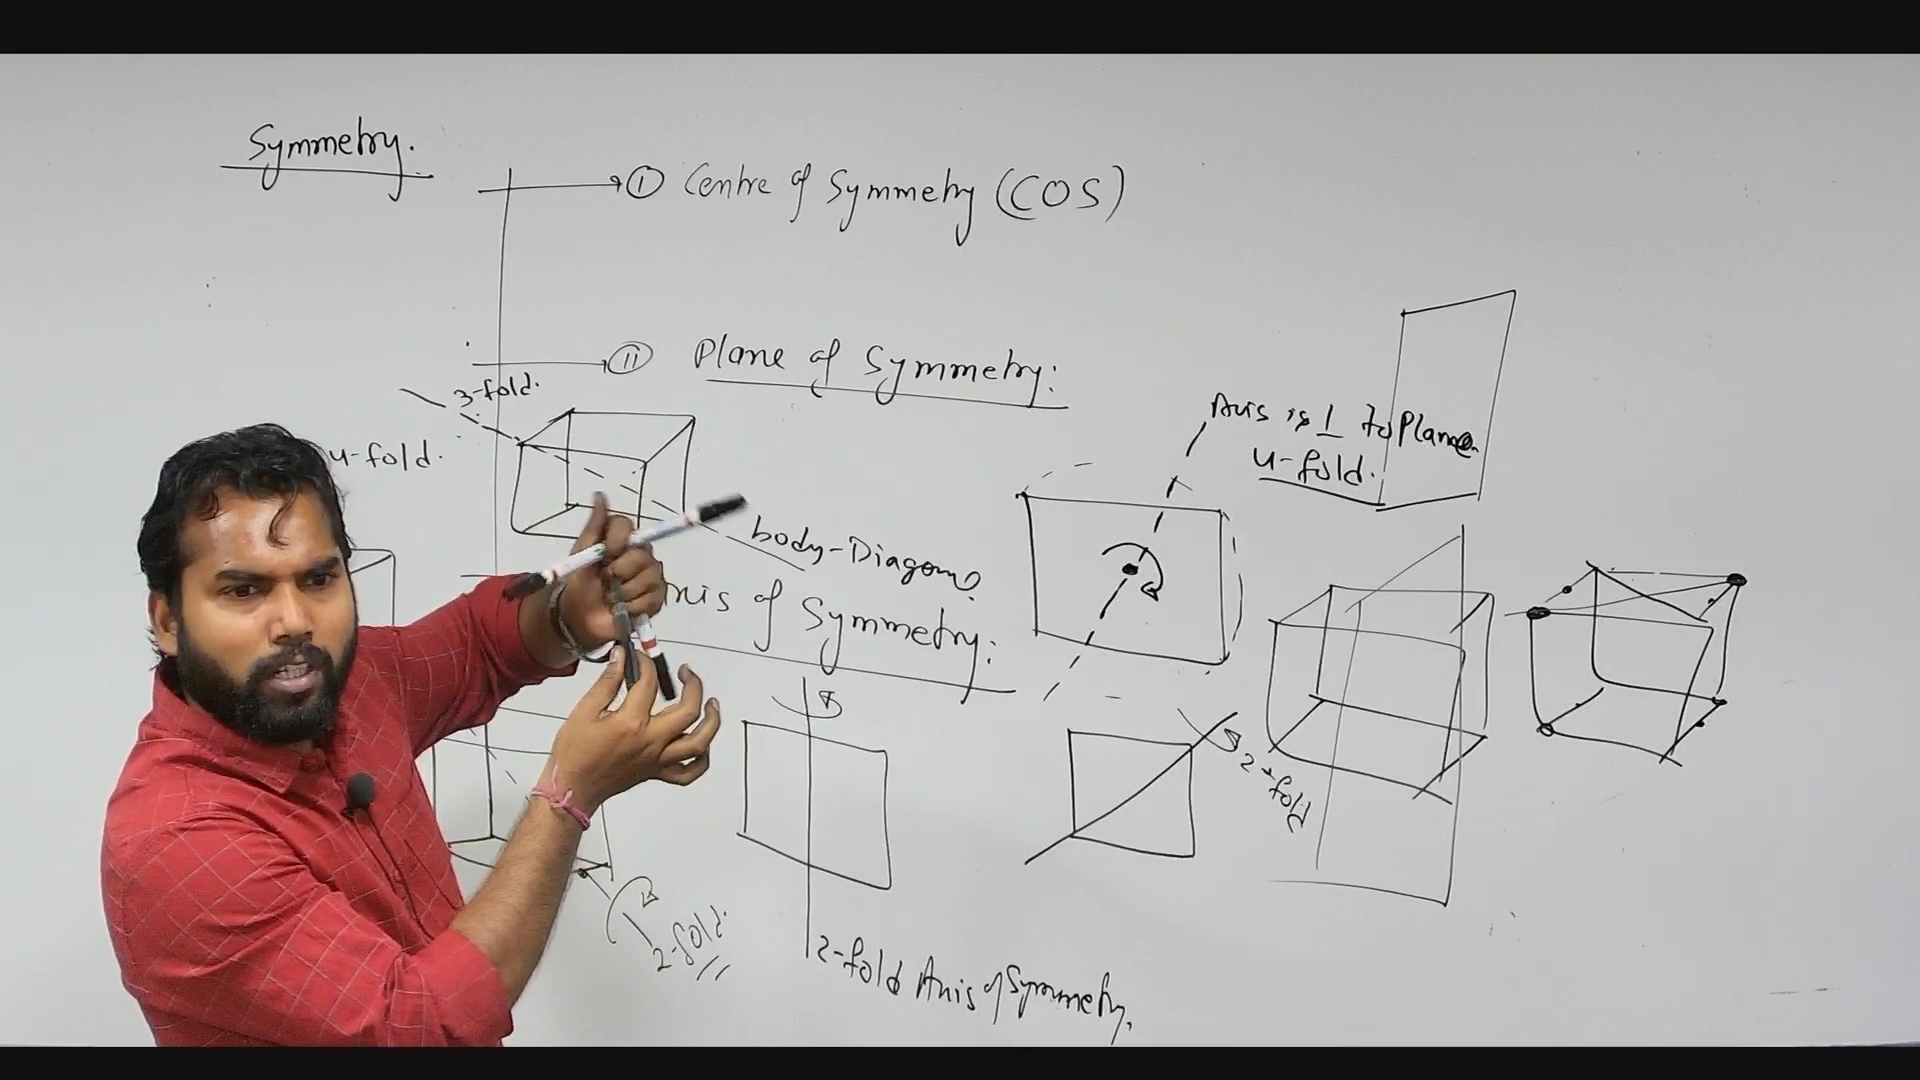 Symmetry.
① Centre of Symmetry (COS)
② Plane of Symmetry:
3-fold.
4-fold.
Axis is ⊥ to Plane
4-fold.
body-Diagonal
Axis of Symmetry:
2-fold
2-fold.
2-fold Axis of Symmetry.